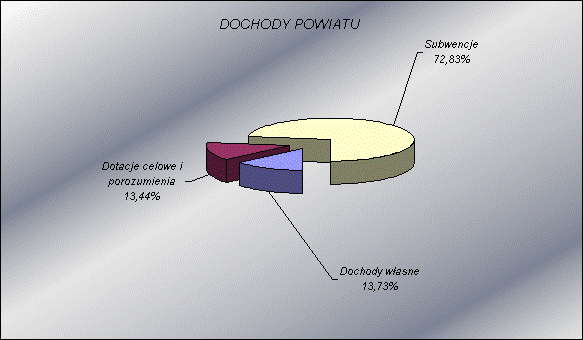 DOCHODY POWIATU
Subwencje
72,83%
Dotacje celowe i
porozumienia
13,44%
Dochody własne
13,73%